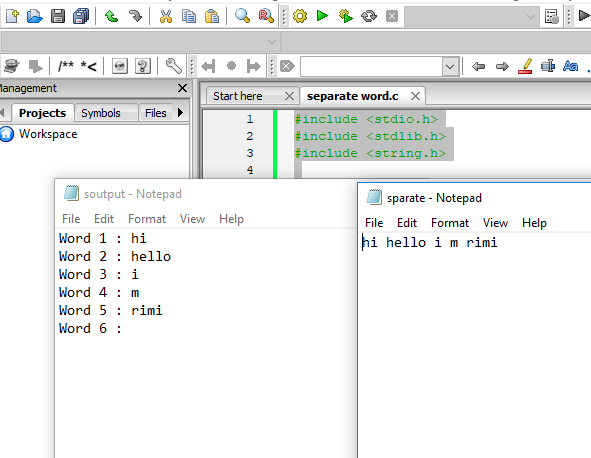 /** *<
Management
Projects Symbols Files
Workspace
Start here separate word.c
1 #include <stdio.h>
2 #include <stdlib.h>
3 #include <string.h>
4
soutput - Notepad
File Edit Format View Help
Word 1 : hi
Word 2 : hello
Word 3 : i
Word 4 : m
Word 5 : rimi
Word 6 :
sparate - Notepad
File Edit Format View Help
hi hello i m rimi